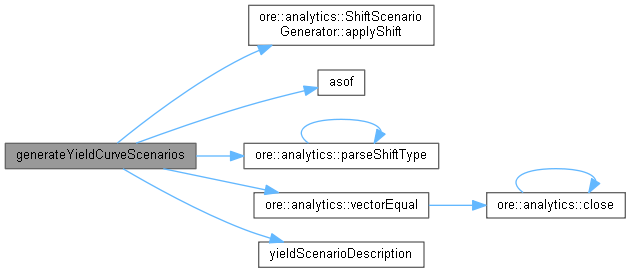 ore::analytics::ShiftScenario
Generator::applyShift
asof
generateYieldCurveScenarios
ore::analytics::parseShiftType
ore::analytics::vectorEqual
ore::analytics::close
yieldScenarioDescription